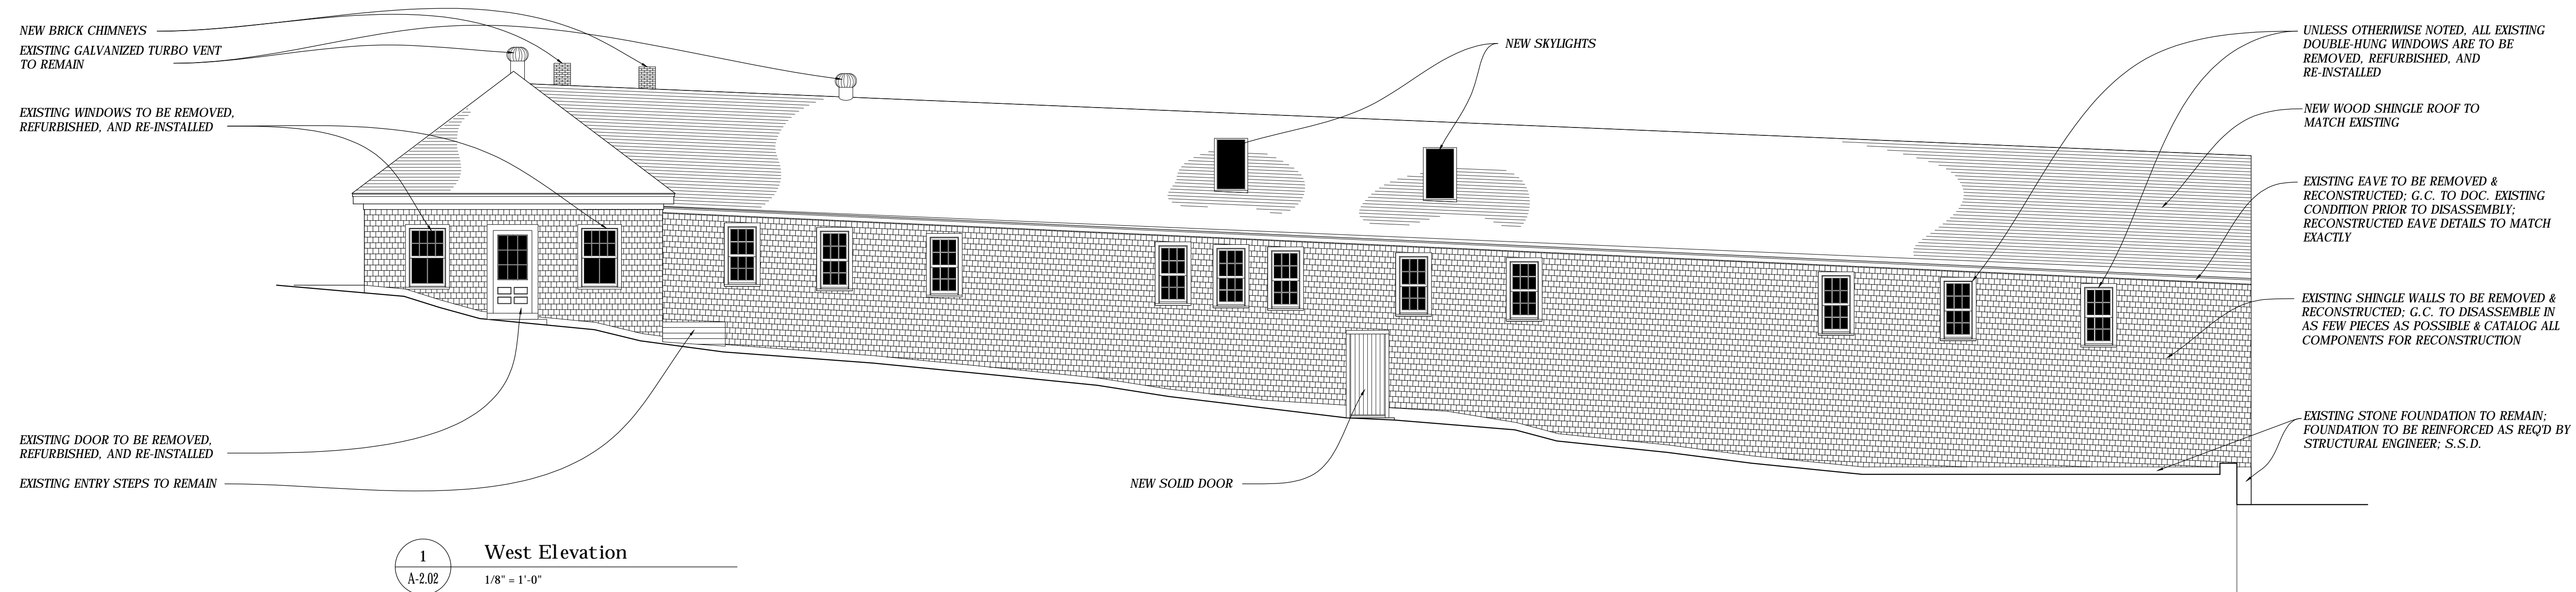 NEW BRICK CHIMNEYS
EXISTING GALVANIZED TURBO VENT
TO REMAIN
EXISTING WINDOWS TO BE REMOVED,
REFURBISHED, AND RE-INSTALLED
EXISTING DOOR TO BE REMOVED,
REFURBISHED, AND RE-INSTALLED
EXISTING ENTRY STEPS TO REMAIN
NEW SKYLIGHTS
NEW SOLID DOOR
UNLESS OTHERIWISE NOTED, ALL EXISTING
DOUBLE-HUNG WINDOWS ARE TO BE
REMOVED, REFURBISHED, AND
RE-INSTALLED
NEW WOOD SHINGLE ROOF TO
MATCH EXISTING
EXISTING EAVE TO BE REMOVED &
RECONSTRUCTED; G.C. TO DOC. EXISTING
CONDITION PRIOR TO DISASSEMBLY;
RECONSTRUCTED EAVE DETAILS TO MATCH
EXACTLY
EXISTING SHINGLE WALLS TO BE REMOVED &
RECONSTRUCTED; G.C. TO DISASSEMBLE IN
AS FEW PIECES AS POSSIBLE & CATALOG ALL
COMPONENTS FOR RECONSTRUCTION
EXISTING STONE FOUNDATION TO REMAIN;
FOUNDATION TO BE REINFORCED AS REQ'D BY
STRUCTURAL ENGINEER; S.S.D.
1
A-2.02
West Elevation
1/8" = 1'-0"